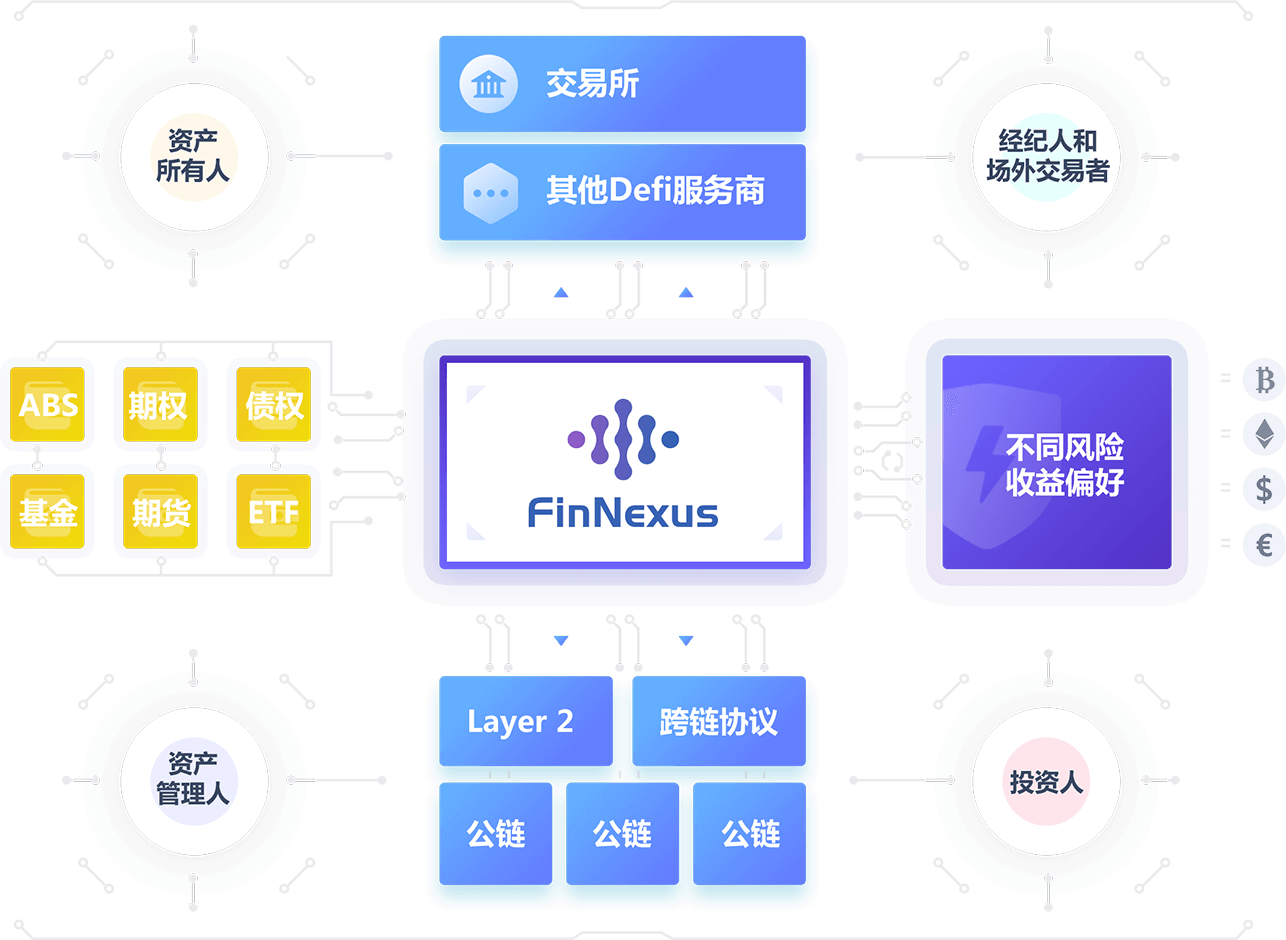 交易所
其他Defi服务商
资产
所有人
经纪人和
场外交易者
ABS
期权
债权
基金
期货
ETF
FinNexus
不同风险
收益偏好
₿
$
€
Layer 2
跨链协议
公链
公链
公链
资产
管理人
投资人